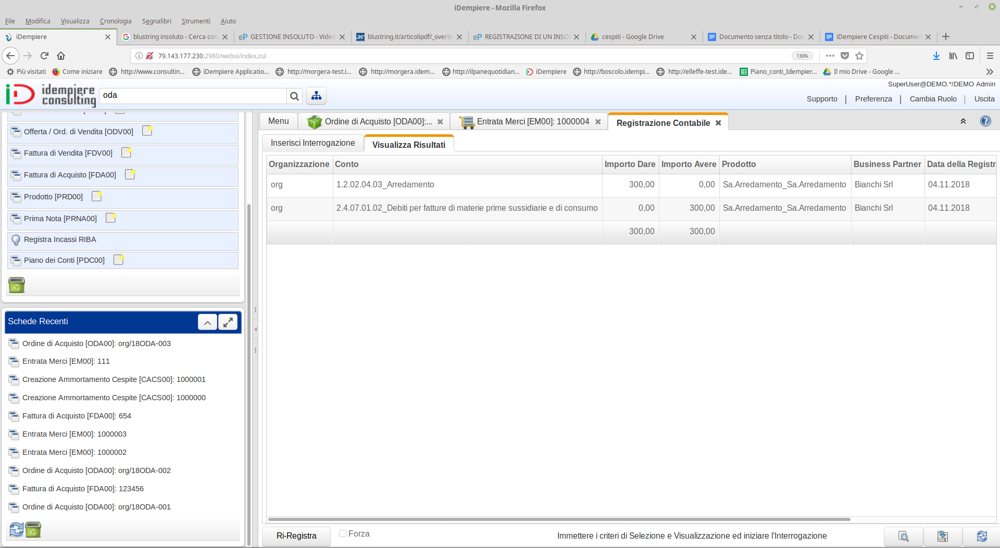 iDempiere - Mozilla Firefox
File Modifica Visualizza Cronologia Segnalibri Strumenti Aiuto
iDempiere
blustring insoluto - Cerca con
eP GESTIONE INSOLUTO - Video
blustring.it/articolipdf/_overla
eP REGISTRAZIONE DI UN INSO
cespiti - Google Drive
Documento senza titolo - Doc
iDempiere Cespiti - Documen
79.143.177.230:2980/webui/index.zul
130%
Più visitati
Come iniziare
http://www.consultin...
iDempiere Applicatio...
http://morgera-test.i...
http://morgera.idem...
http://ilpanequotidian...
iDempiere
http://boscolo.idempi...
http://elleffe-test.ide...
Piano_conti_Idempier...
Il mio Drive - Google ...
idempiere
consulting
oda
SuperUser@DEMO.*/DEMO Admin
Supporto | Preferenza | Cambia Ruolo | Uscita
Offerta / Ord. di Vendita [ODV00]
Fattura di Vendita [FDV00]
Fattura di Acquisto [FDA00]
Prodotto [PRD00]
Prima Nota [PRNA00]
Registra Incassi RIBA
Piano dei Conti [PDC00]
Schede Recenti
Ordine di Acquisto [ODA00]: org/18ODA-003
Entrata Merci [EM00]: 111
Creazione Ammortamento Cespite [CACS00]: 1000001
Creazione Ammortamento Cespite [CACS00]: 1000000
Fattura di Acquisto [FDA00]: 654
Entrata Merci [EM00]: 1000003
Entrata Merci [EM00]: 1000002
Ordine di Acquisto [ODA00]: org/18ODA-002
Fattura di Acquisto [FDA00]: 123456
Ordine di Acquisto [ODA00]: org/18ODA-001
Menu
Ordine di Acquisto [ODA00]:...
Entrata Merci [EM00]: 1000004
Registrazione Contabile
Inserisci Interrogazione
Visualizza Risultati
Organizzazione Conto Importo Dare Importo Avere Prodotto Business Partner Data della Registr
org 1.2.02.04.03_Arredamento 300,00 0,00 Sa.Arredamento_Sa.Arredamento Bianchi Srl 04.11.2018
org 2.4.07.01.02_Debiti per fatture di materie prime sussidiarie e di consumo 0,00 300,00 Sa.Arredamento_Sa.Arredamento Bianchi Srl 04.11.2018
300,00 300,00
Ri-Registra
Forza
Immettere i criteri di Selezione e Visualizzazione ed iniziare l'Interrogazione